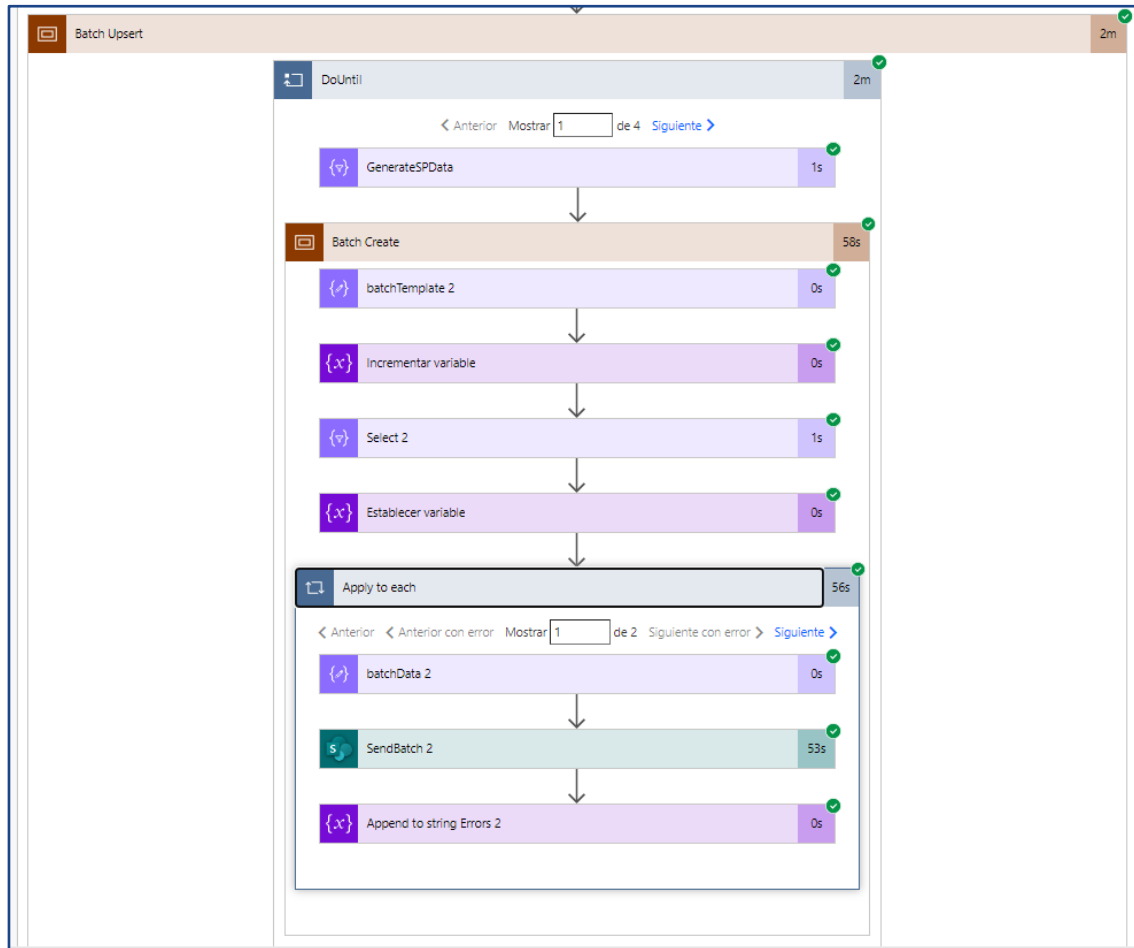 Batch Upsert 2m
DoUntil 2m
Anterior Mostrar 1 de 4 Siguiente
GenerateSPData 1s
Batch Create 58s
batchTemplate 2 0s
{x} Incrementar variable 0s
Select 2 1s
{x} Establecer variable 0s
Apply to each 56s
Anterior Anterior con error Mostrar 1 de 2 Siguiente con error Siguiente
batchData 2 0s
S SendBatch 2 53s
{x} Append to string Errors 2 0s